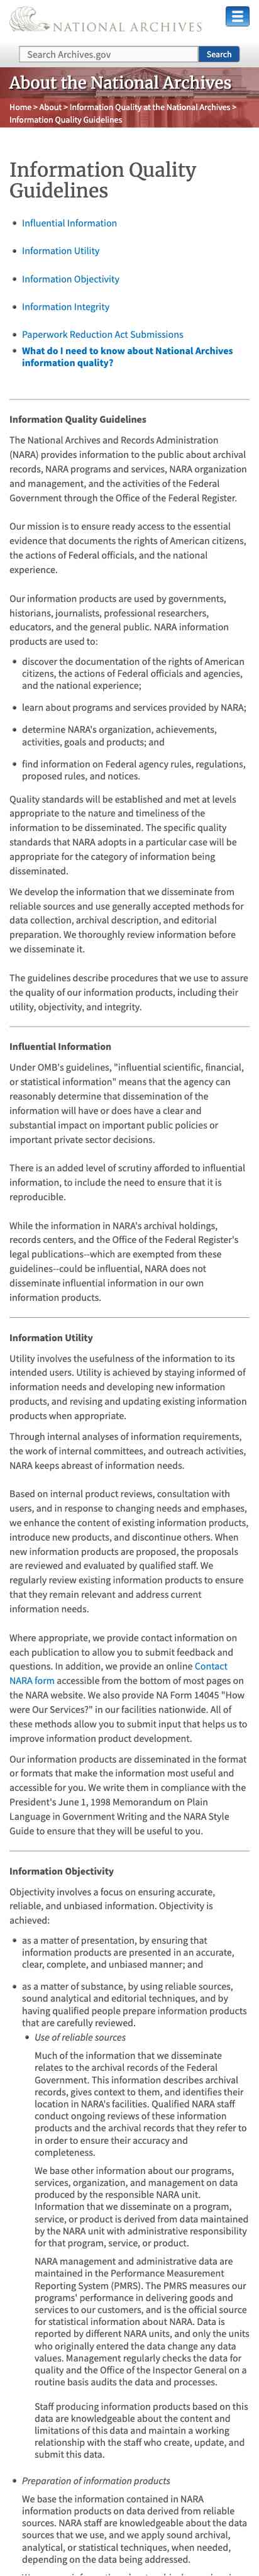 NATIONAL ARCHIVES
Search Archives.gov
Search
About the National Archives
Home > About > Information Quality at the National Archives >
Information Quality Guidelines
Information Quality
Guidelines
• Influential Information
• Information Utility
• Information Objectivity
• Information Integrity
• Paperwork Reduction Act Submissions
• What do I need to know about National Archives
information quality?
Information Quality Guidelines
The National Archives and Records Administration
(NARA) provides information to the public about archival
records, NARA programs and services, NARA organization
and management, and the activities of the Federal
Government through the Office of the Federal Register.
Our mission is to ensure ready access to the essential
evidence that documents the rights of American citizens,
the actions of Federal officials, and the national
experience.
Our information products are used by governments,
historians, journalists, professional researchers,
educators, and the general public. NARA information
products are used to:
• discover the documentation of the rights of American
citizens, the actions of Federal officials and agencies,
and the national experience;
• learn about programs and services provided by NARA;
• determine NARA's organization, achievements,
activities, goals and products; and
• find information on Federal agency rules, regulations,
proposed rules, and notices.
Quality standards will be established and met at levels
appropriate to the nature and timeliness of the
information to be disseminated. The specific quality
standards that NARA adopts in a particular case will be
appropriate for the category of information being
disseminated.
We develop the information that we disseminate from
reliable sources and use generally accepted methods for
data collection, archival description, and editorial
preparation. We thoroughly review information before
we disseminate it.
The guidelines describe procedures that we use to assure
the quality of our information products, including their
utility, objectivity, and integrity.
Influential Information
Under OMB's guidelines, "influential scientific, financial,
or statistical information" means that the agency can
reasonably determine that dissemination of the
information will have or does have a clear and
substantial impact on important public policies or
important private sector decisions.
There is an added level of scrutiny afforded to influential
information, to include the need to ensure that it is
reproducible.
While the information in NARA's archival holdings,
records centers, and the Office of the Federal Register's
legal publications--which are exempted from these
guidelines--could be influential, NARA does not
disseminate influential information in our own
information products.
Information Utility
Utility involves the usefulness of the information to its
intended users. Utility is achieved by staying informed of
information needs and developing new information
products, and revising and updating existing information
products when appropriate.
Through internal analyses of information requirements,
the work of internal committees, and outreach activities,
NARA keeps abreast of information needs.
Based on internal product reviews, consultation with
users, and in response to changing needs and emphases,
we enhance the content of existing information products,
introduce new products, and discontinue others. When
new information products are proposed, the proposals
are reviewed and evaluated by qualified staff. We
regularly review existing information products to ensure
that they remain relevant and address current
information needs.
Where appropriate, we provide contact information on
each publication to allow you to submit feedback and
questions. In addition, we provide an online Contact
NARA form accessible from the bottom of most pages on
the NARA website. We also provide NA Form 14045 "How
were Our Services?" in our facilities nationwide. All of
these methods allow you to submit input that helps us to
improve information product development.
Our information products are disseminated in the format
or formats that make the information most useful and
accessible for you. We write them in compliance with the
President's June 1, 1998 Memorandum on Plain
Language in Government Writing and the NARA Style
Guide to ensure that they will be useful to you.
Information Objectivity
Objectivity involves a focus on ensuring accurate,
reliable, and unbiased information. Objectivity is
achieved:
• as a matter of presentation, by ensuring that
information products are presented in an accurate,
clear, complete, and unbiased manner; and
• as a matter of substance, by using reliable sources,
sound analytical and editorial techniques, and by
having qualified people prepare information products
that are carefully reviewed.
• Use of reliable sources
Much of the information that we disseminate
relates to the archival records of the Federal
Government. This information describes archival
records, gives context to them, and identifies their
location in NARA's facilities. Qualified NARA staff
conduct ongoing reviews of these information
products and the archival records that they refer to
in order to ensure their accuracy and
completeness.
We base other information about our programs,
services, organization, and management on data
produced by the responsible NARA unit.
Information that we disseminate on a program,
service, or product is derived from data maintained
by the NARA unit with administrative responsibility
for that program, service, or product.
NARA management and administrative data are
maintained in the Performance Measurement
Reporting System (PMRS). The PMRS measures our
programs' performance in delivering goods and
services to our customers, and is the official source
for statistical information about NARA. Data is
reported by different NARA units, and only the units
who originally entered the data change any data
values. Management regularly checks the data for
quality and the Office of the Inspector General on a
routine basis audits the data and processes.
Staff producing information products based on this
data are knowledgeable about the content and
limitations of this data and maintain a working
relationship with the staff who create, update, and
submit this data.
• Preparation of information products
We base the information contained in NARA
information products on data derived from reliable
sources. NARA staff are knowledgeable about the data
sources that we use, and we apply sound archival,
analytical, or statistical techniques, when needed,
depending on the data being addressed.